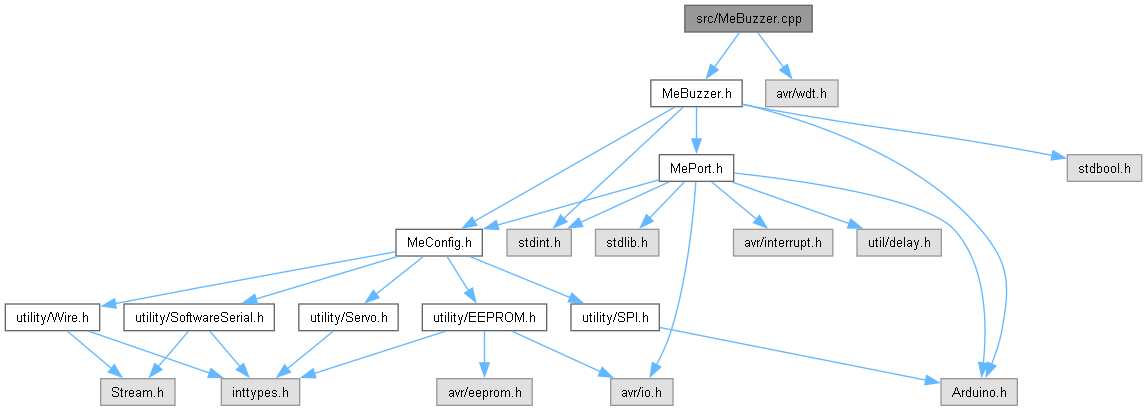 src/MeBuzzer.cpp
MeBuzzer.h
avr/wdt.h
MePort.h
stdbool.h
MeConfig.h
stdint.h
stdlib.h
avr/interrupt.h
util/delay.h
utility/Wire.h
utility/SoftwareSerial.h
utility/Servo.h
utility/EEPROM.h
utility/SPI.h
Stream.h
inttypes.h
avr/eeprom.h
avr/io.h
Arduino.h